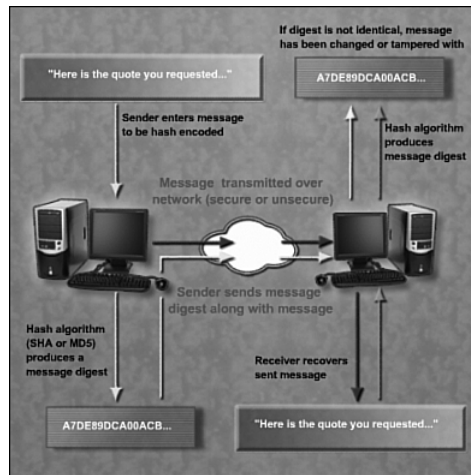 If digest is not identical, message
has been changed or tampered with
"Here is the quote you requested..."
A7DE89DCA00ACB...
Sender enters message
to be hash encoded
Hash algorithm
produces
message digest
Message transmitted over
network (secure or unsecure)
Sender sends message
digest along with message
Hash algorithm
(SHA or MD5)
produces a
message digest
Receiver recovers
sent message
A7DE89DCA00ACB...
"Here is the quote you requested..."